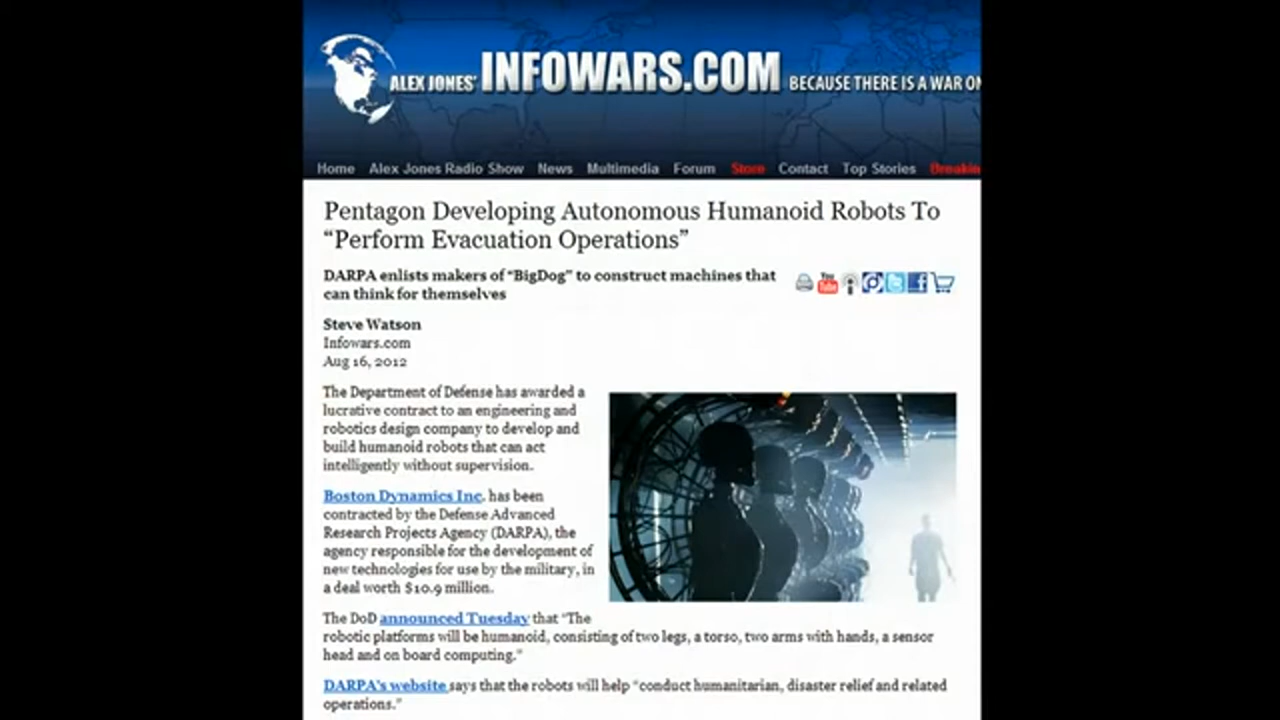 ALEX JONES' INFOWARS.COM BECAUSE THERE IS A WAR ON
Home Alex Jones Radio Show News Multimedia Forum Store Contact Top Stories Breakin
Pentagon Developing Autonomous Humanoid Robots To
“Perform Evacuation Operations”
DARPA enlists makers of “BigDog” to construct machines that
can think for themselves
You Tube
Steve Watson
Infowars.com
Aug 16, 2012
The Department of Defense has awarded a
lucrative contract to an engineering and
robotics design company to develop and
build humanoid robots that can act
intelligently without supervision.
Boston Dynamics Inc. has been
contracted by the Defense Advanced
Research Projects Agency (DARPA), the
agency responsible for the development of
new technologies for use by the military, in
a deal worth $10.9 million.
The DoD announced Tuesday that “The
robotic platforms will be humanoid, consisting of two legs, a torso, two arms with hands, a sensor
head and on board computing.”
DARPA's website says that the robots will help “conduct humanitarian, disaster relief and related
operations.”